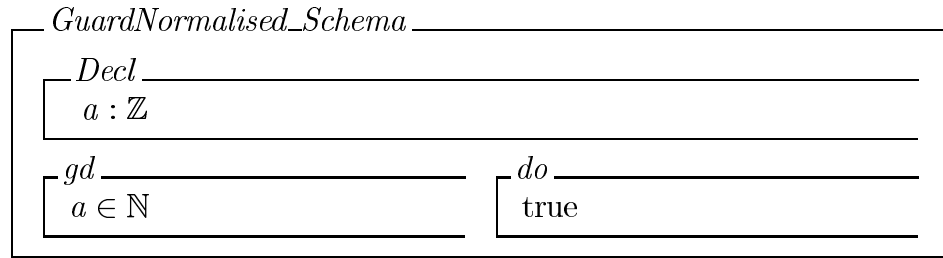 GuardNormalised_Schema
Decl
a : ℤ
gd do
a ∈ ℕ true